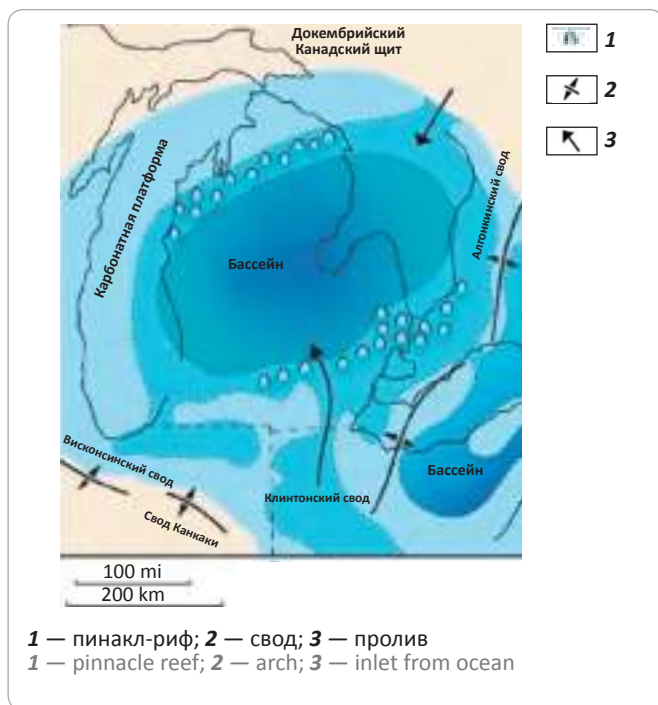 Докембрийский
Канадский щит
1
2
3
Карбонатная платформа
Алгонкинский свод
Бассейн
Висконсинский свод
Свод Канкаки
Клинтонский свод
Бассейн
100 mi
200 km
1 — пинакл-риф; 2 — свод; 3 — пролив
1 — pinnacle reef; 2 — arch; 3 — inlet from ocean